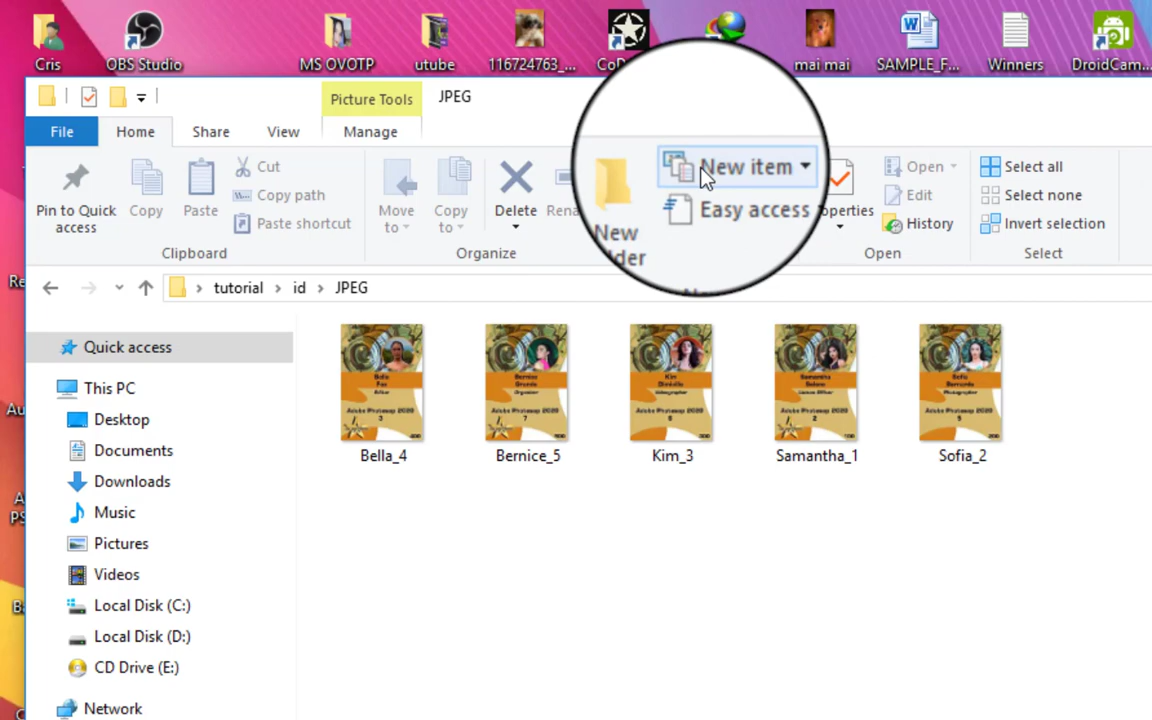 Cris
OBS Studio
MS OVOTP
utube
116724763_...
mai mai
SAMPLE_F...
Winners
DroidCam...
Picture Tools
JPEG
File
Home
Share
View
Manage
Pin to Quick
access
Copy
Paste
Cut
Copy path
Paste shortcut
Clipboard
Move
to
Copy
to
Delete
Organize
New item
Easy access
New
Open
Edit
History
Open
Select all
Select none
Invert selection
Select
tutorial > id > JPEG
Quick access
This PC
Desktop
Documents
Downloads
Music
Pictures
Videos
Local Disk (C:)
Local Disk (D:)
CD Drive (E:)
Network
Bella_4
Bernice_5
Kim_3
Samantha_1
Sofia_2